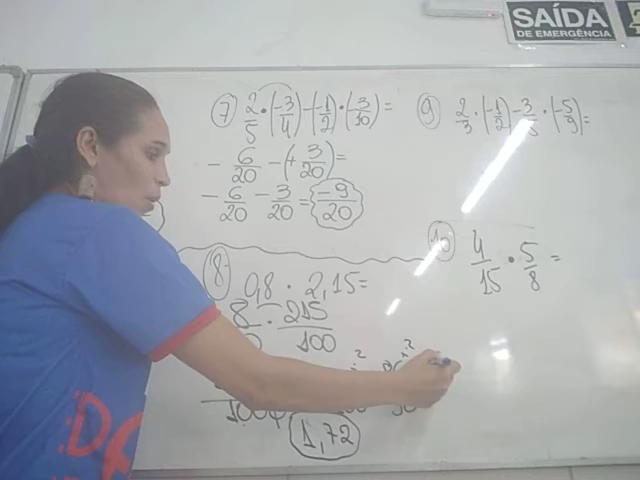 SAÍDA
DE EMERGÊNCIA
7 2/5 · (-3/4) - (-1/2) · (3/10) =
- 6/20 - (+ 3/20) =
- 6/20 - 3/20 = -9/20
8 0,8 · 2,15 =
8 · 215/100
1,72
9 2/3 · (-1/2) - 3 · (-5/9) =
10 4/15 · 5/8 =